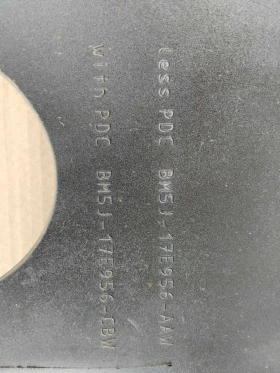 less PDC BM5J-17E956-AAW
with PDC BM5J-17E956-CBW